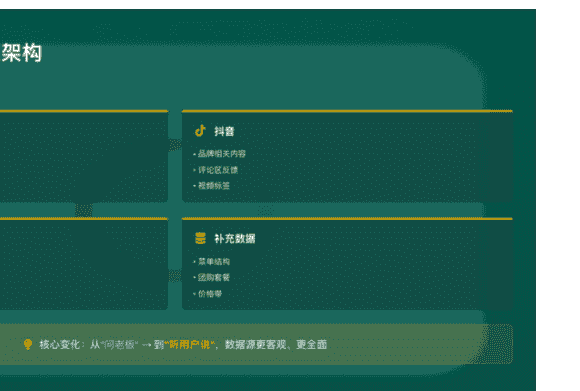 架构
抖音
• 品牌相关内容
• 评论区反馈
• 视频标签
补充数据
• 菜单结构
• 团购套餐
• 价格带
核心变化：从"问老板" → 到"听用户说"，数据源更客观、更全面